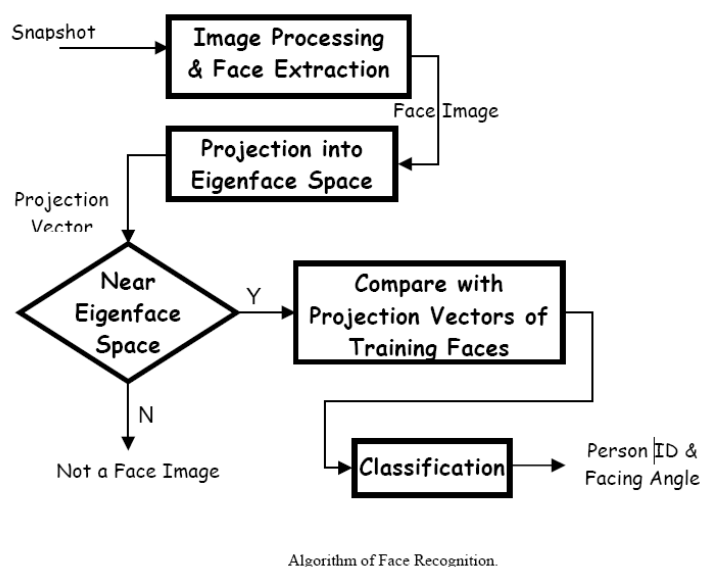 Snapshot
Image Processing
& Face Extraction
Face Image
Projection into
Eigenface Space
Projection
Vector
Near
Eigenface
Space
Y
Compare with
Projection Vectors of
Training Faces
N
Not a Face Image
Classification
Person ID &
Facing Angle
Algorithm of Face Recognition.